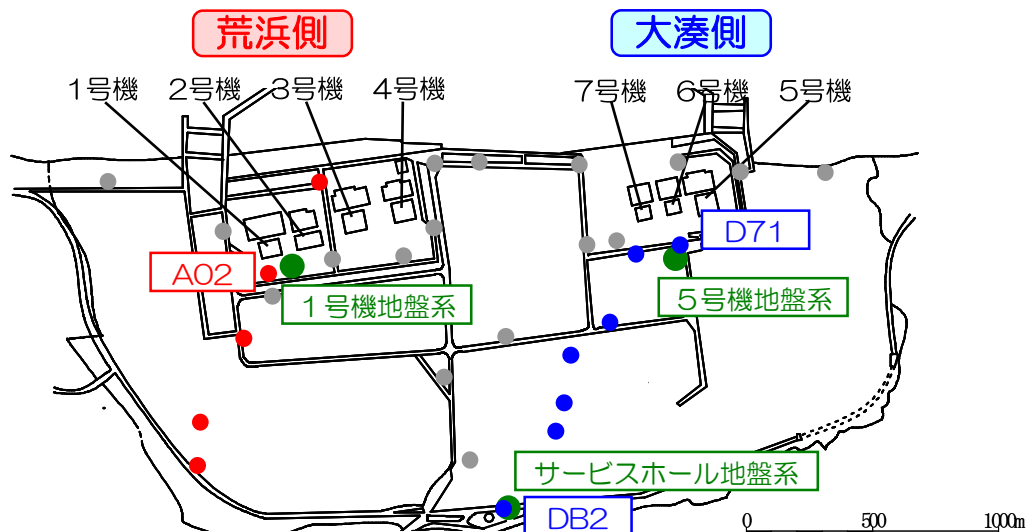 荒浜側
大湊側
1号機
2号機
3号機
4号機
7号機
6号機
5号機
D71
A02
1号機地盤系
5号機地盤系
サービスホール地盤系
DB2
0 500 1000m